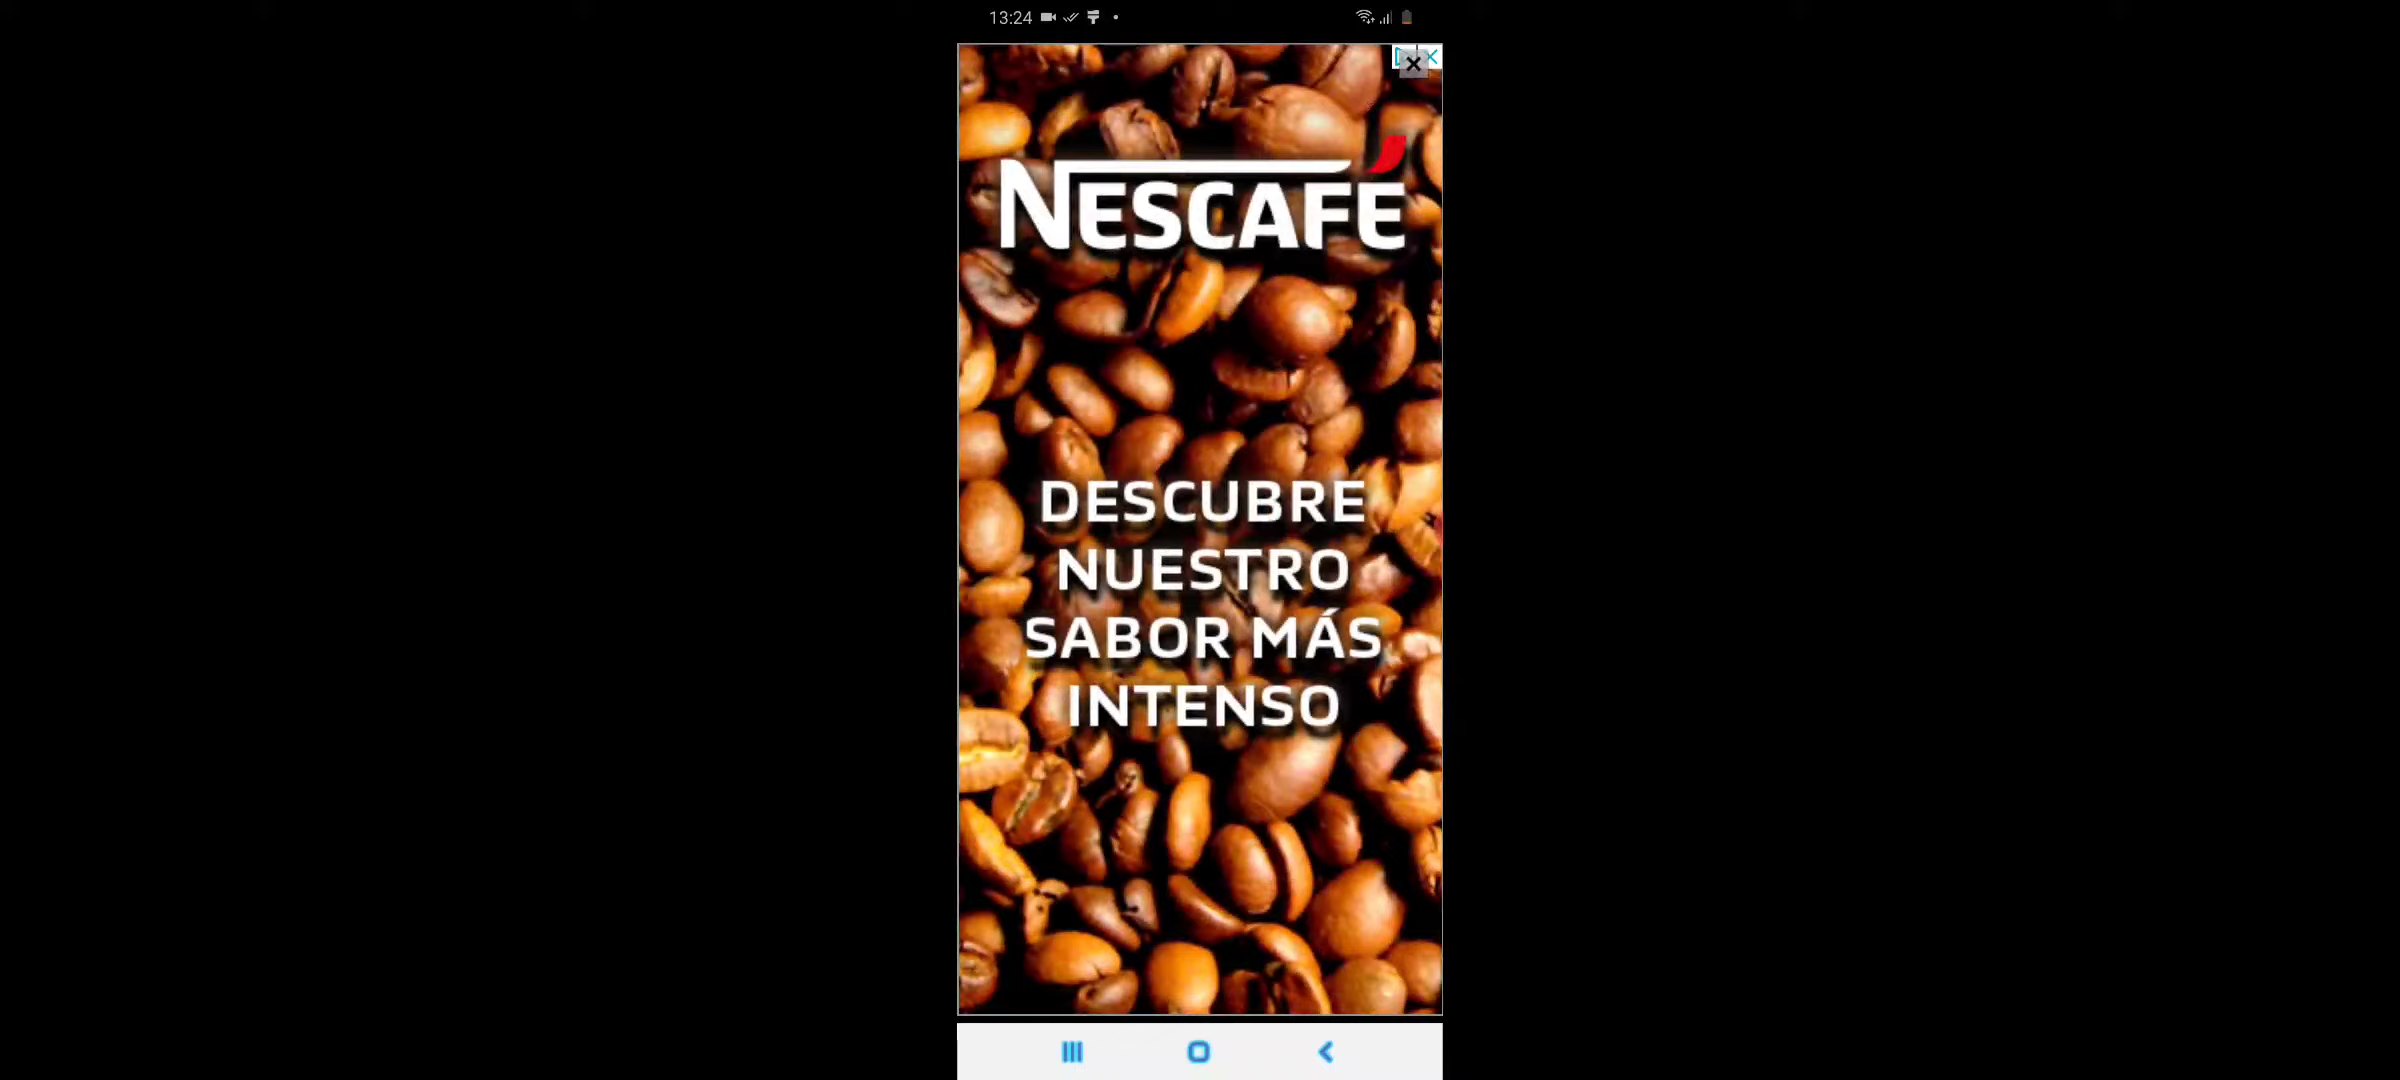 13:24
NESCAFÉ
DESCUBRE
NUESTRO
SABOR MÁS
INTENSO